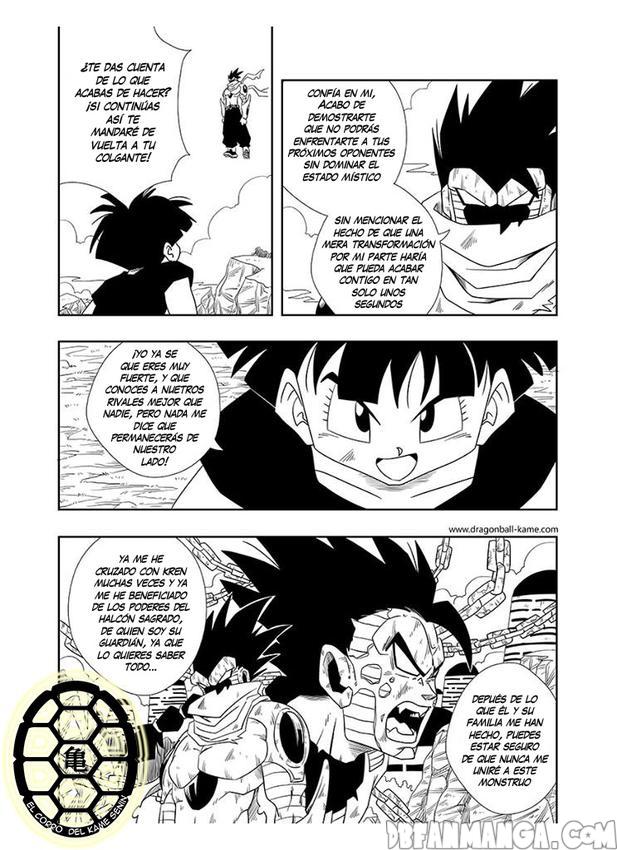 ¿TE DAS CUENTA
DE LO QUE
ACABAS DE HACER?
¡SI CONTINÚAS
ASÍ TE
MANDARÉ DE
VUELTA A TU
COLGANTE!
CONFÍA EN MI,
ACABO DE
DEMOSTRARTE
QUE NO PODRÁS
ENFRENTARTE A TUS
PRÓXIMOS OPONENTES
SIN DOMINAR EL
ESTADO MÍSTICO
SIN MENCIONAR EL
HECHO DE QUE UNA
MERA TRANSFORMACIÓN
POR MI PARTE HARÍA
QUE PUEDA ACABAR
CONTIGO EN TAN
SOLO UNOS
SEGUNDOS
¡YO YA SE
QUE ERES MUY
FUERTE, Y QUE
CONOCES A NUETROS
RIVALES MEJOR QUE
NADIE, PERO NADA ME
DICE QUE
PERMANECERÁS DE
NUESTRO
LADO!
www.dragonball-kame.com
YA ME HE
CRUZADO CON KREN
MUCHAS VECES Y YA
ME HE BENEFICIADO
DE LOS PODERES DEL
HALCÓN SAGRADO,
DE QUIEN SOY SU
GUARDIÁN, YA QUE
LO QUIERES SABER
TODO...
DESPUÉS DE LO
QUE ÉL Y SU
FAMILIA ME HAN
HECHO, PUEDES
ESTAR SEGURO
DE QUE NUNCA ME
UNIRÉ A ESTE
MONSTRUO
亀
EL CORRO DEL KAME SENIN
DBFANMANGA.COM